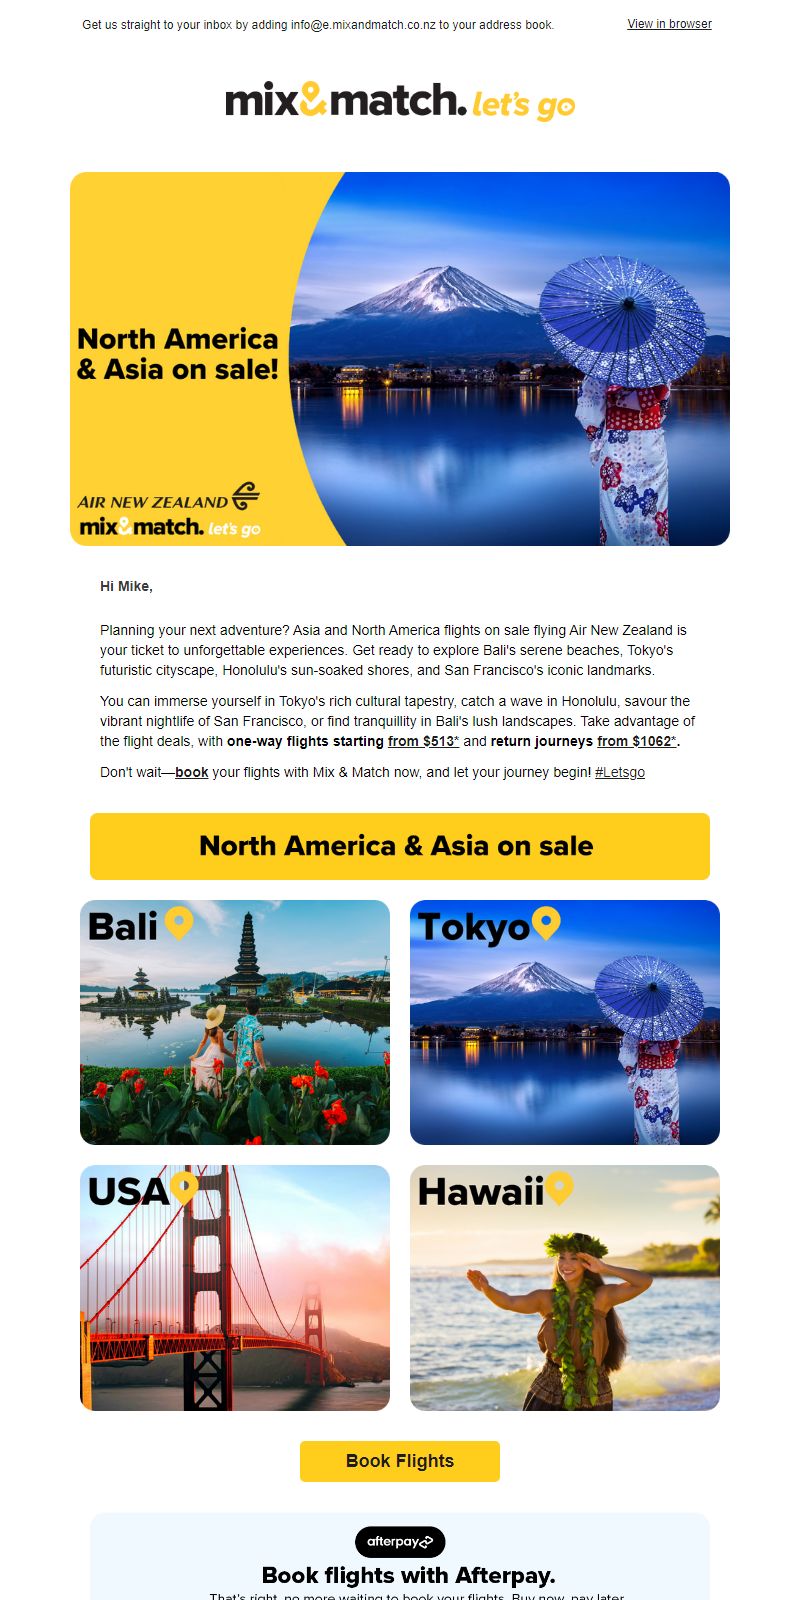 Get us straight to your inbox by adding info@e.mixandmatch.co.nz to your address book.
View in browser
mix&match. let's go
North America
& Asia on sale!
AIR NEW ZEALAND
mix&match. let's go
Hi Mike,
Planning your next adventure? Asia and North America flights on sale flying Air New Zealand is
your ticket to unforgettable experiences. Get ready to explore Bali's serene beaches, Tokyo's
futuristic cityscape, Honolulu's sun-soaked shores, and San Francisco's iconic landmarks.
You can immerse yourself in Tokyo's rich cultural tapestry, catch a wave in Honolulu, savour the
vibrant nightlife of San Francisco, or find tranquillity in Bali's lush landscapes. Take advantage of
the flight deals, with one-way flights starting from $513* and return journeys from $1062*.
Don't wait—book your flights with Mix & Match now, and let your journey begin! #Letsgo
North America & Asia on sale
Bali
Tokyo
USA
Hawaii
Book Flights
afterpay
Book flights with Afterpay.
That's right, no more waiting to book your flights. Buy now, pay later